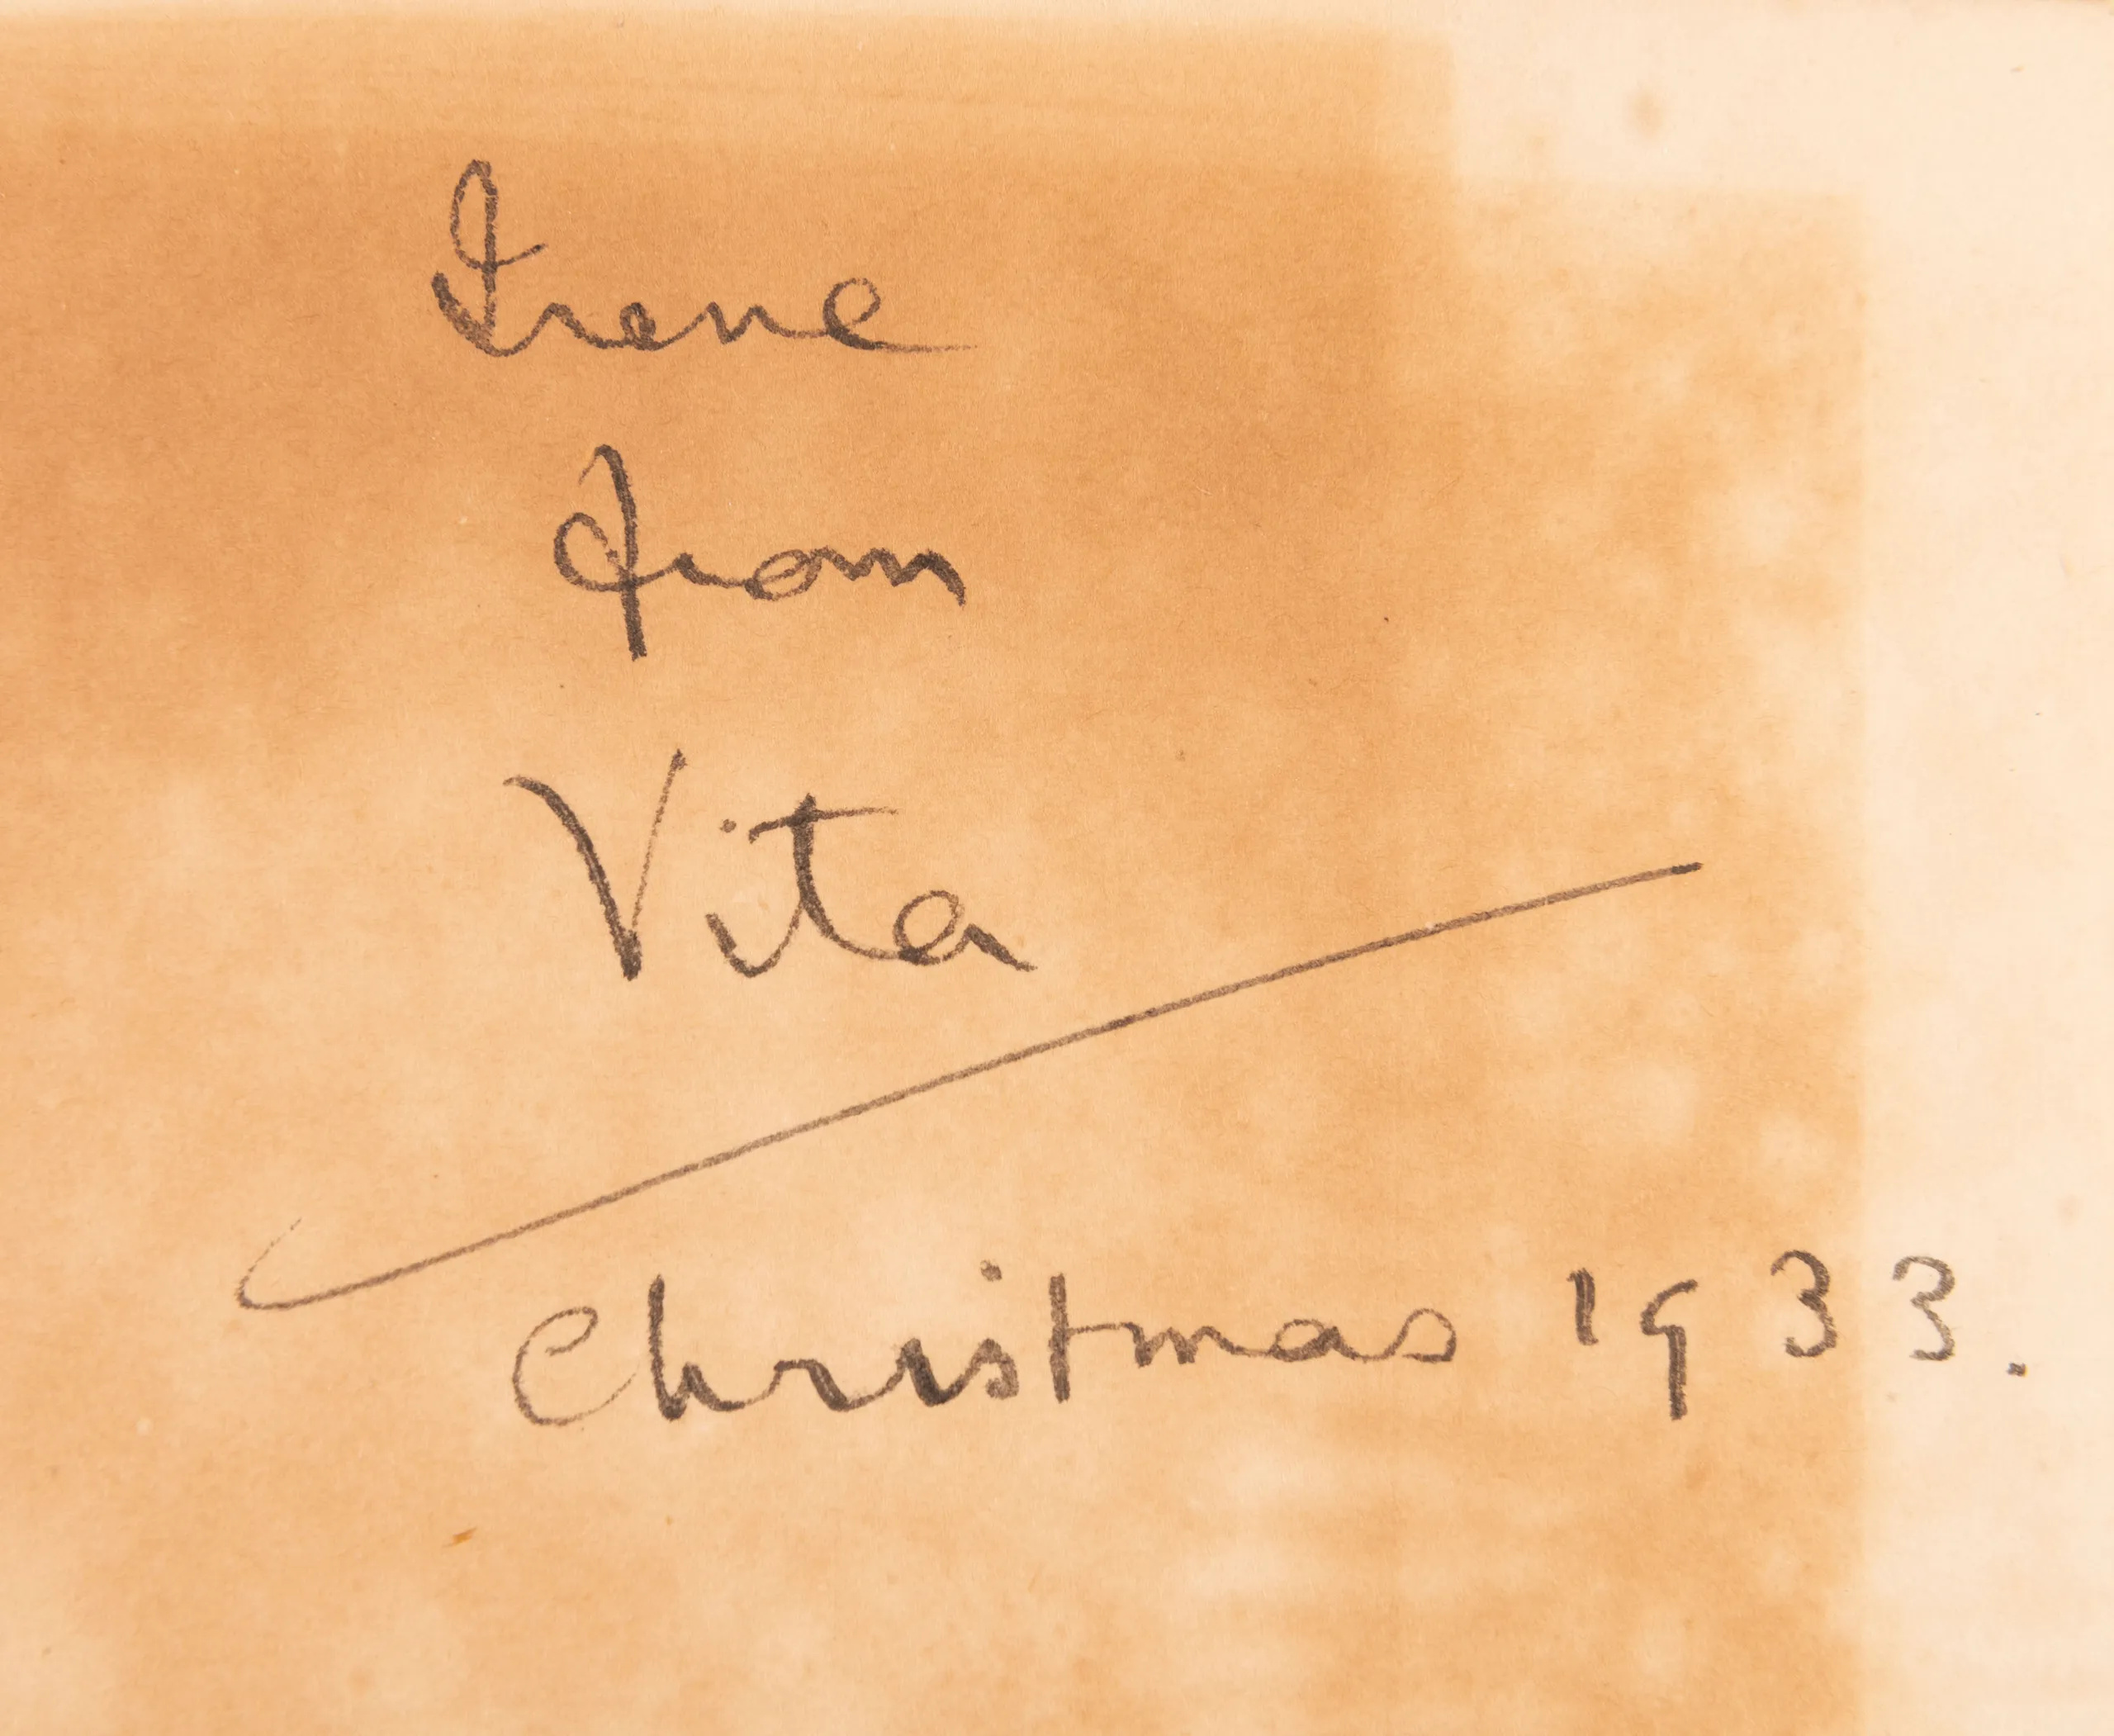 Irene
from
Vita
Christmas 1933.